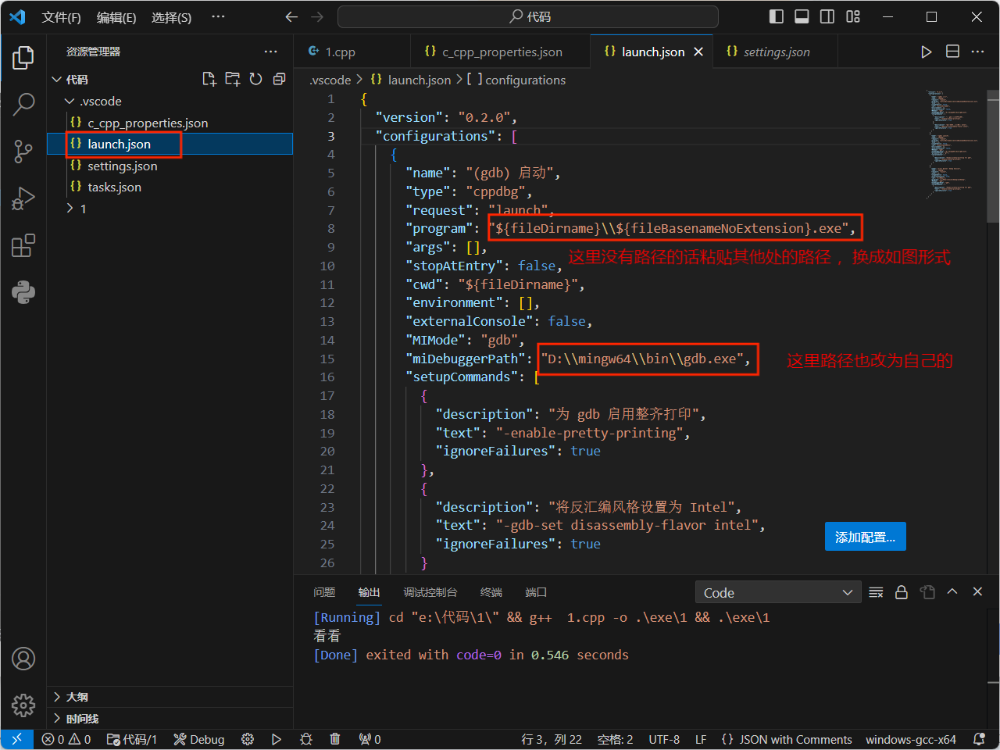 文件(F) 编辑(E) 选择(S) ··· 代码
资源管理器 ···
代码
.vscode
c_cpp_properties.json
launch.json
settings.json
tasks.json
1
大纲
时间线
1.cpp {} c_cpp_properties.json {} launch.json {} settings.json
.vscode > {} launch.json > [ ] configurations
1 {
2 "version": "0.2.0",
3 "configurations": [
4 {
5 "name": "(gdb) 启动",
6 "type": "cppdbg",
7 "request": "launch",
8 "program": "${fileDirname}\\${fileBasenameNoExtension}.exe",
9 "args": [],
这里没有路径的话粘贴其他处的路径，换成如图形式
10 "stopAtEntry": false,
11 "cwd": "${fileDirname}",
12 "environment": [],
13 "externalConsole": false,
14 "MIMode": "gdb",
15 "miDebuggerPath": "D:\\mingw64\\bin\\gdb.exe",
这里路径也改为自己的
16 "setupCommands": [
17 {
18 "description": "为 gdb 启用整齐打印",
19 "text": "-enable-pretty-printing",
20 "ignoreFailures": true
21 },
22 {
23 "description": "将反汇编风格设置为 Intel",
24 "text": "-gdb-set disassembly-flavor intel",
25 "ignoreFailures": true
26 }
添加配置...
问题 输出 调试控制台 终端 端口 Code
[Running] cd "e:\代码\1\" && g++  1.cpp -o .\exe\1 && .\exe\1
看看
[Done] exited with code=0 in 0.546 seconds
0 0 代码/1 Debug 0 行 3，列 22 空格: 2 UTF-8 LF {} JSON with Comments windows-gcc-x64